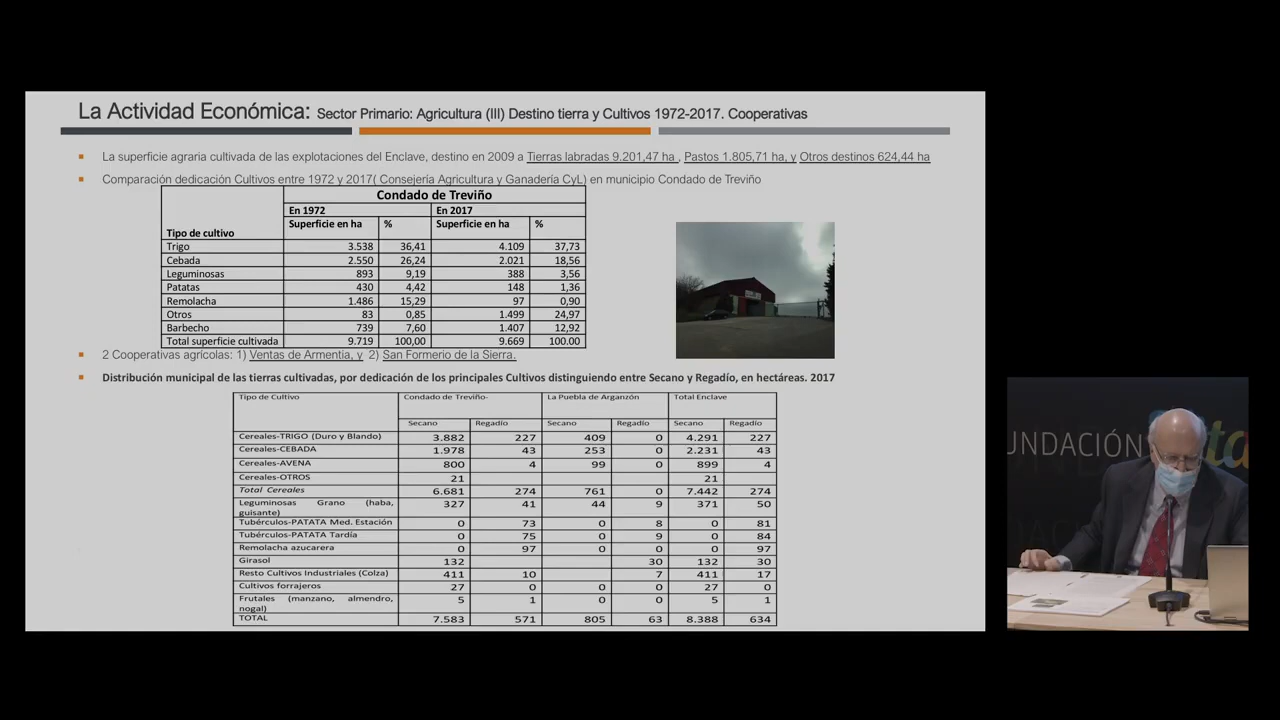 La Actividad Económica: Sector Primario: Agricultura (III) Destino tierra y Cultivos 1972-2017. Cooperativas
La superficie agraria cultivada de las explotaciones del Enclave, destino en 2009 a Tierras labradas 9.201,47 ha , Pastos 1.805,71 ha, y Otros destinos 624,44 ha
Comparación dedicación Cultivos entre 1972 y 2017( Consejería Agricultura y Ganadería CyL) en municipio Condado de Treviño
Condado de Treviño
En 1972 En 2017
Tipo de cultivo Superficie en ha % Superficie en ha %
Trigo 3.538 36,41 4.109 37,73
Cebada 2.550 26,24 2.021 18,56
Leguminosas 893 9,19 388 3,56
Patatas 430 4,42 148 1,36
Remolacha 1.486 15,29 97 0,90
Otros 83 0,85 1.499 24,97
Barbecho 739 7,60 1.407 12,92
Total superficie cultivada 9.719 100,00 9.669 100.00
2 Cooperativas agrícolas: 1) Ventas de Armentia, y 2) San Formerio de la Sierra.
Distribución municipal de las tierras cultivadas, por dedicación de los principales Cultivos distinguiendo entre Secano y Regadío, en hectáreas. 2017
Tipo de Cultivo Condado de Treviño- La Puebla de Arganzón Total Enclave
Secano Regadío Secano Regadío Secano Regadío
Cereales-TRIGO (Duro y Blando) 3.882 227 409 0 4.291 227
Cereales-CEBADA 1.978 43 253 0 2.231 43
Cereales-AVENA 800 4 99 0 899 4
Cereales-OTROS 21 21
Total Cereales 6.681 274 761 0 7.442 274
Leguminosas Grano (haba, guisante) 327 41 44 9 371 50
Tubérculos-PATATA Med. Estación 0 73 0 8 0 81
Tubérculos-PATATA Tardía 0 75 0 9 0 84
Remolacha azucarera 0 97 0 0 0 97
Girasol 132 30 132 30
Resto Cultivos Industriales (Colza) 411 10 7 411 17
Cultivos forrajeros 27 0 0 0 27 0
Frutales (manzano, almendro, nogal) 5 1 0 0 5 1
TOTAL 7.583 571 805 63 8.388 634
UNDACIÓN